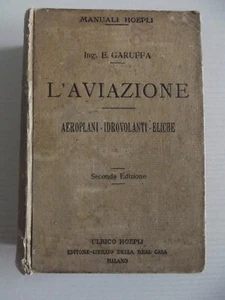 MANUALI HOEPLI
Ing. E. GARUFFA
L'AVIAZIONE
AEROPLANI - IDROVOLANTI - ELICHE
Seconda Edizione
ULRICO HOEPLI
EDITORE-LIBRAIO DELLA REAL CASA
MILANO